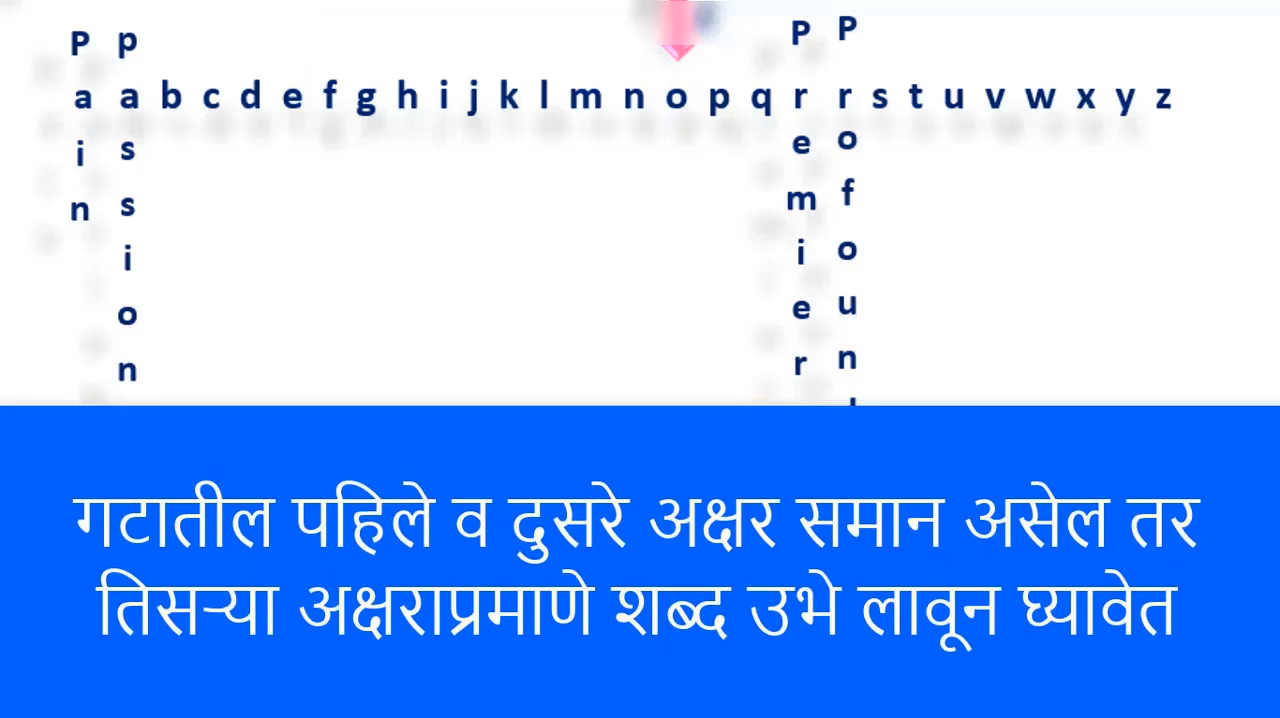 P p P P
a a b c d e f g h i j k l m n o p q r r s t u v w x y z
i s e o
n s m f
i i o
o e u
n r n
गटातील पहिले व दुसरे अक्षर समान असेल तर
तिसऱ्या अक्षराप्रमाणे शब्द उभे लावून घ्यावेत